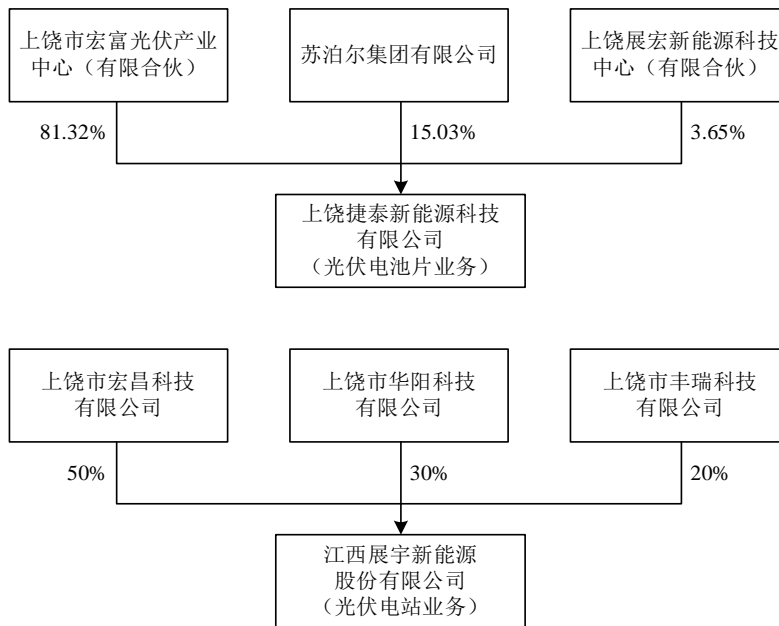 上饶市宏富光伏产业
中心（有限合伙）
苏泊尔集团有限公司
上饶展宏新能源科技
中心（有限合伙）
81.32%
15.03%
3.65%
上饶捷泰新能源科技
有限公司
（光伏电池片业务）
上饶市宏昌科技
有限公司
上饶市华阳科技
有限公司
上饶市丰瑞科技
有限公司
50%
30%
20%
江西展宇新能源
股份有限公司
（光伏电站业务）